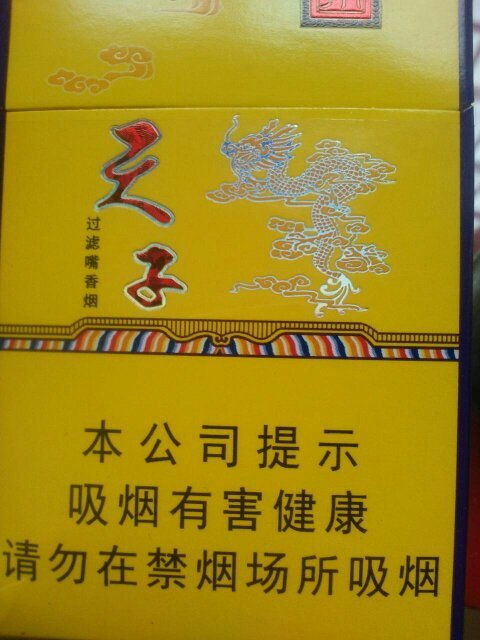 天子
过滤嘴香烟
本公司提示
吸烟有害健康
请勿在禁烟场所吸烟